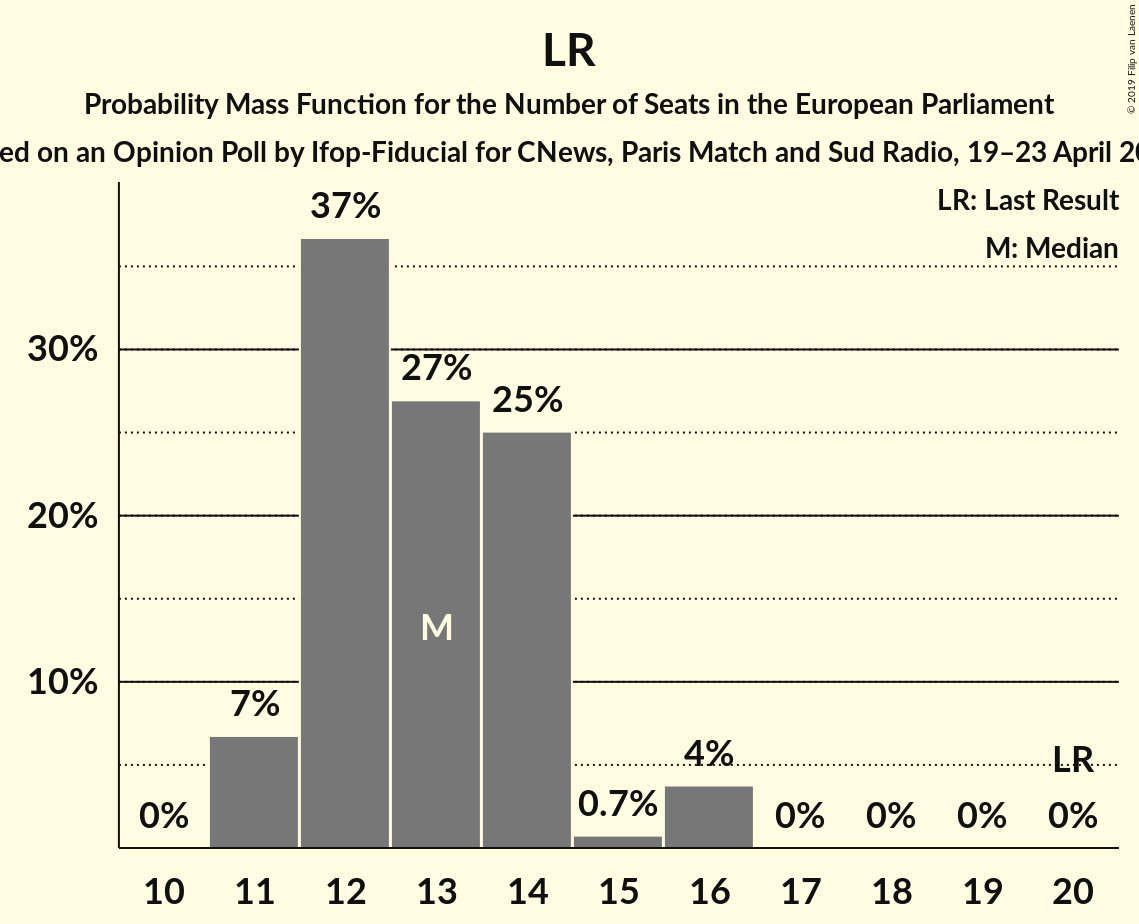 LR
Probability Mass Function for the Number of Seats in the European Parliament
ed on an Opinion Poll by Ifop-Fiducial for CNews, Paris Match and Sud Radio, 19–23 April 20
© 2019 Filip van Laenen
LR: Last Result
M: Median
37%
30%
27%
25%
20%
M
10%
7%
4%
LR
0%
0.7%
0%
0%
0%
0%
10 11 12 13 14 15 16 17 18 19 20